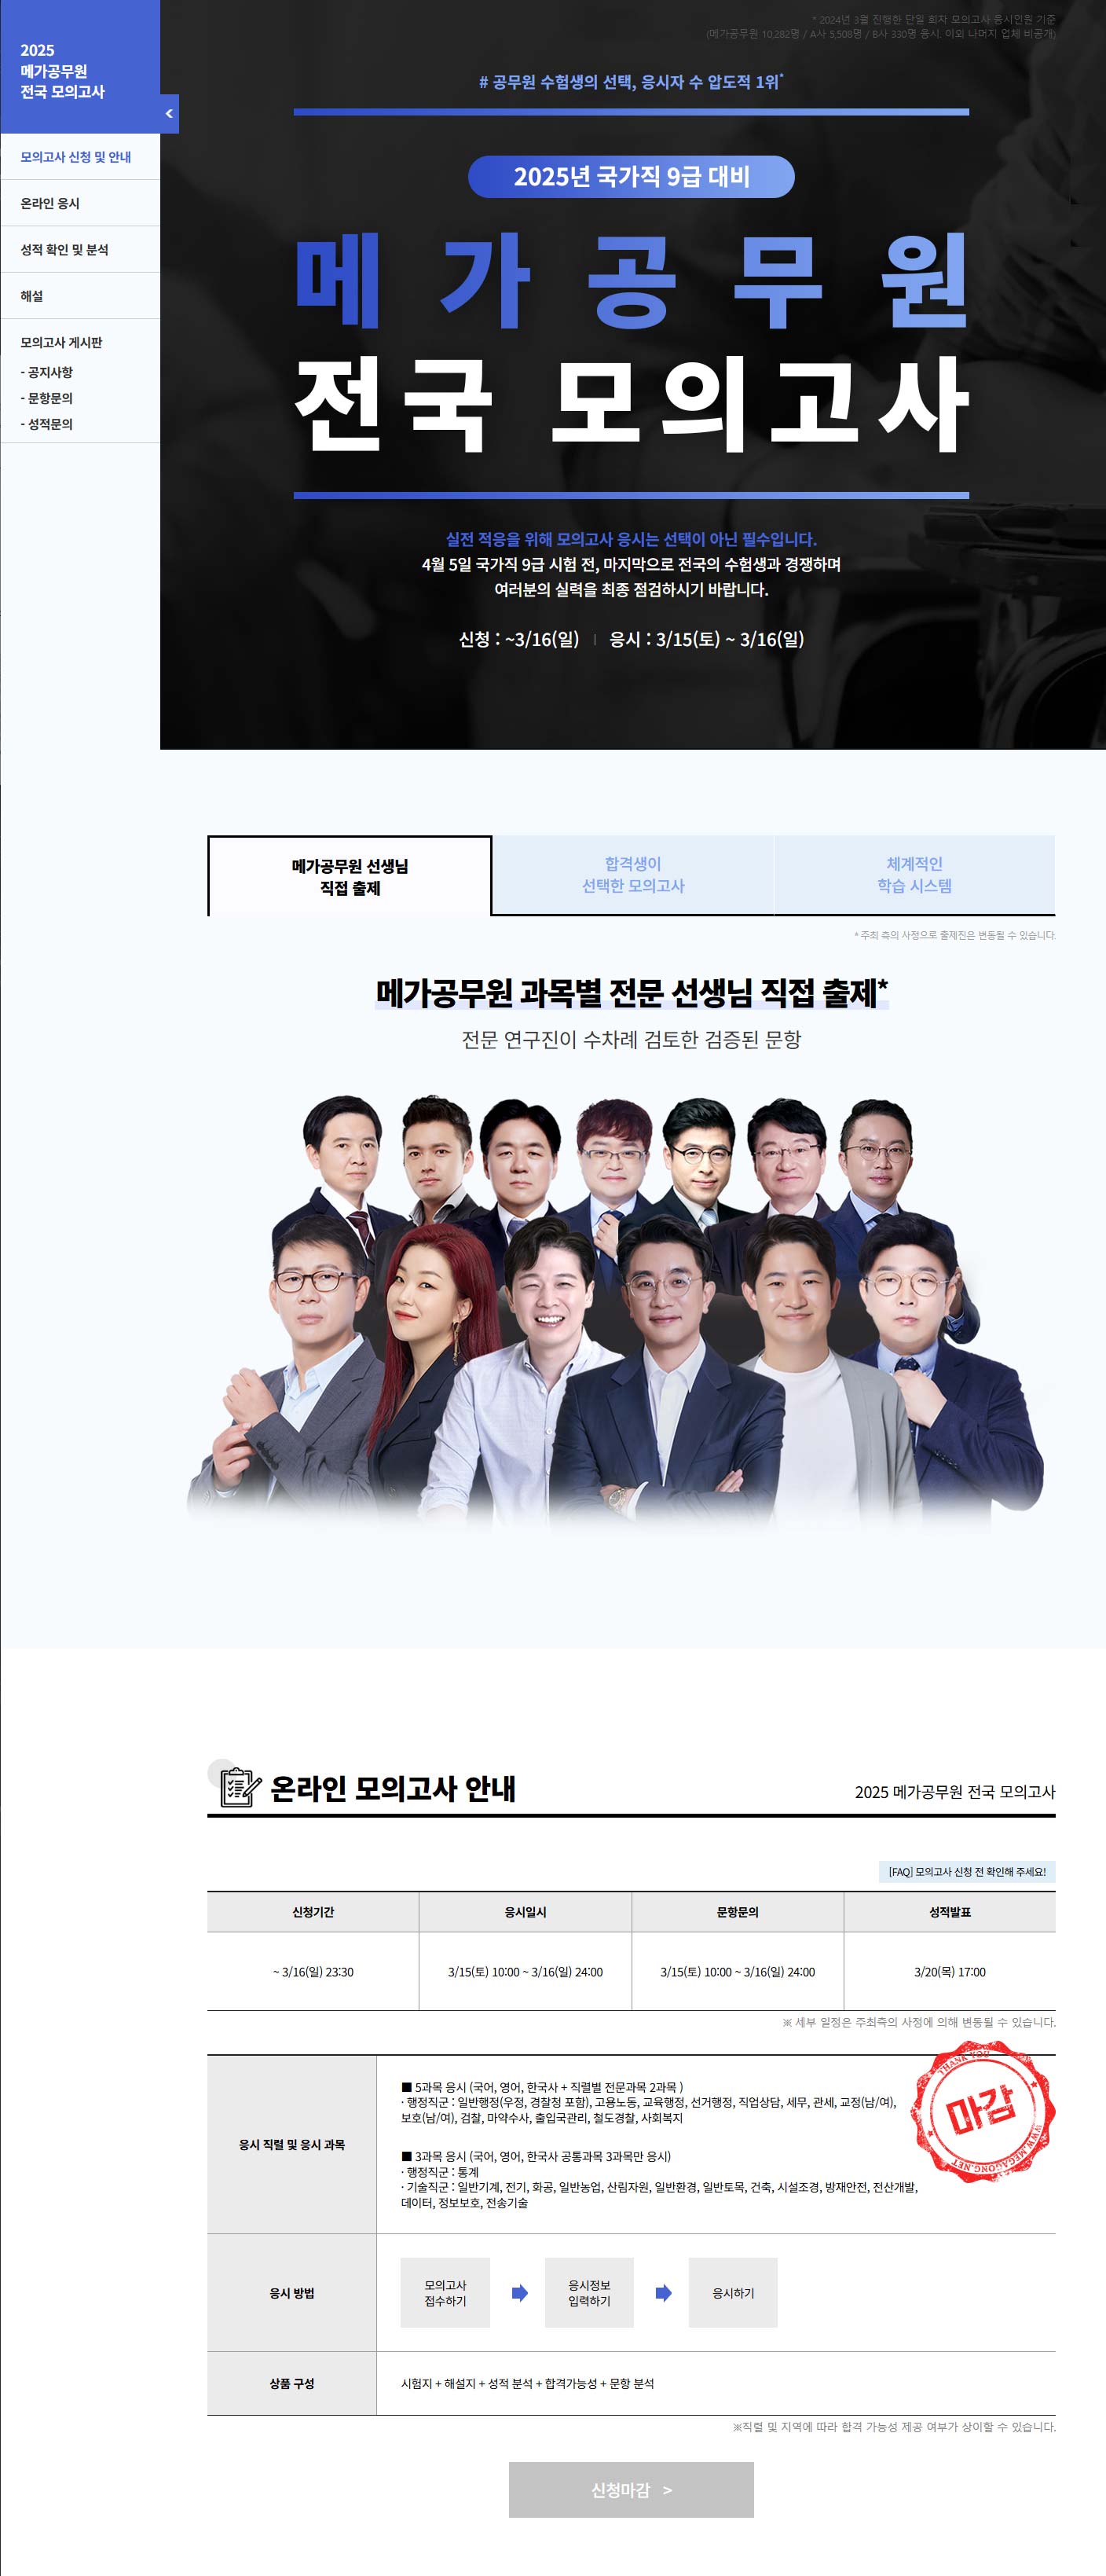 2025
메가공무원
전국 모의고사
모의고사 신청 및 안내
온라인 응시
성적 확인 및 분석
해설
모의고사 게시판
- 공지사항
- 문항문의
- 성적문의
* 2024년 3월 진행한 단일 회차 모의고사 응시인원 기준
(메가공무원 10,282명 / A사 5,508명 / B사 330명 응시. 이외 나머지 업체 비공개)
# 공무원 수험생의 선택, 응시자 수 압도적 1위*
2025년 국가직 9급 대비
메가공무원
전국 모의고사
실전 적응을 위해 모의고사 응시는 선택이 아닌 필수입니다.
4월 5일 국가직 9급 시험 전, 마지막으로 전국의 수험생과 경쟁하며
여러분의 실력을 최종 점검하시기 바랍니다.
신청 : ~3/16(일) | 응시 : 3/15(토) ~ 3/16(일)
메가공무원 선생님
직접 출제
합격생이
선택한 모의고사
체계적인
학습 시스템
* 주최 측의 사정으로 출제진은 변동될 수 있습니다.
메가공무원 과목별 전문 선생님 직접 출제*
전문 연구진이 수차례 검토한 검증된 문항
온라인 모의고사 안내
2025 메가공무원 전국 모의고사
[FAQ] 모의고사 신청 전 확인해 주세요!
신청기간 응시일시 문항문의 성적발표
~ 3/16(일) 23:30 3/15(토) 10:00 ~ 3/16(일) 24:00 3/15(토) 10:00 ~ 3/16(일) 24:00 3/20(목) 17:00
※ 세부 일정은 주최측의 사정에 의해 변동될 수 있습니다.
응시 직렬 및 응시 과목
■ 5과목 응시 (국어, 영어, 한국사 + 직렬별 전문과목 2과목 )
· 행정직군 : 일반행정(우정, 경찰청 포함), 고용노동, 교육행정, 선거행정, 직업상담, 세무, 관세, 교정(남/여),
보호(남/여), 검찰, 마약수사, 출입국관리, 철도경찰, 사회복지
■ 3과목 응시 (국어, 영어, 한국사 공통과목 3과목만 응시)
· 행정직군 : 통계
· 기술직군 : 일반기계, 전기, 화공, 일반농업, 산림자원, 일반환경, 일반토목, 건축, 시설조경, 방재안전, 전산개발,
데이터, 정보보호, 전송기술
THANK YOU FOR
마감
WWW.MEGAGONG.NET
응시 방법
모의고사
접수하기
응시정보
입력하기
응시하기
상품 구성
시험지 + 해설지 + 성적 분석 + 합격가능성 + 문항 분석
※직렬 및 지역에 따라 합격 가능성 제공 여부가 상이할 수 있습니다.
신청마감 >